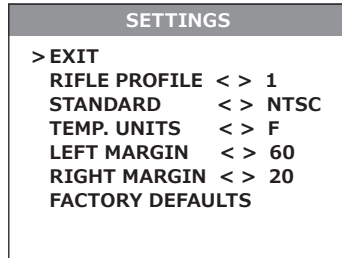 SETTINGS
> EXIT
RIFLE PROFILE < > 1
STANDARD < > NTSC
TEMP. UNITS < > F
LEFT MARGIN < > 60
RIGHT MARGIN < > 20
FACTORY DEFAULTS